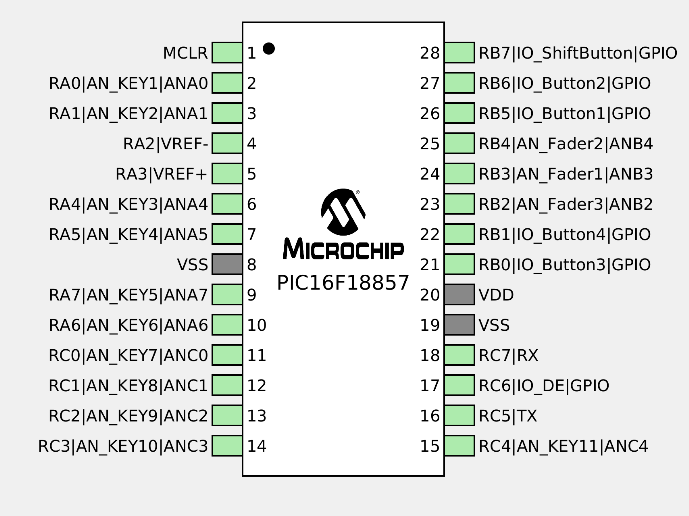 MCLR 1 28 RB7|IO_ShiftButton|GPIO
RA0|AN_KEY1|ANA0 2 27 RB6|IO_Button2|GPIO
RA1|AN_KEY2|ANA1 3 26 RB5|IO_Button1|GPIO
RA2|VREF- 4 25 RB4|AN_Fader2|ANB4
RA3|VREF+ 5 24 RB3|AN_Fader1|ANB3
RA4|AN_KEY3|ANA4 6 23 RB2|AN_Fader3|ANB2
RA5|AN_KEY4|ANA5 7 22 RB1|IO_Button4|GPIO
MICROCHIP
VSS 8 21 RB0|IO_Button3|GPIO
PIC16F18857
RA7|AN_KEY5|ANA7 9 20 VDD
RA6|AN_KEY6|ANA6 10 19 VSS
RC0|AN_KEY7|ANC0 11 18 RC7|RX
RC1|AN_KEY8|ANC1 12 17 RC6|IO_DE|GPIO
RC2|AN_KEY9|ANC2 13 16 RC5|TX
RC3|AN_KEY10|ANC3 14 15 RC4|AN_KEY11|ANC4